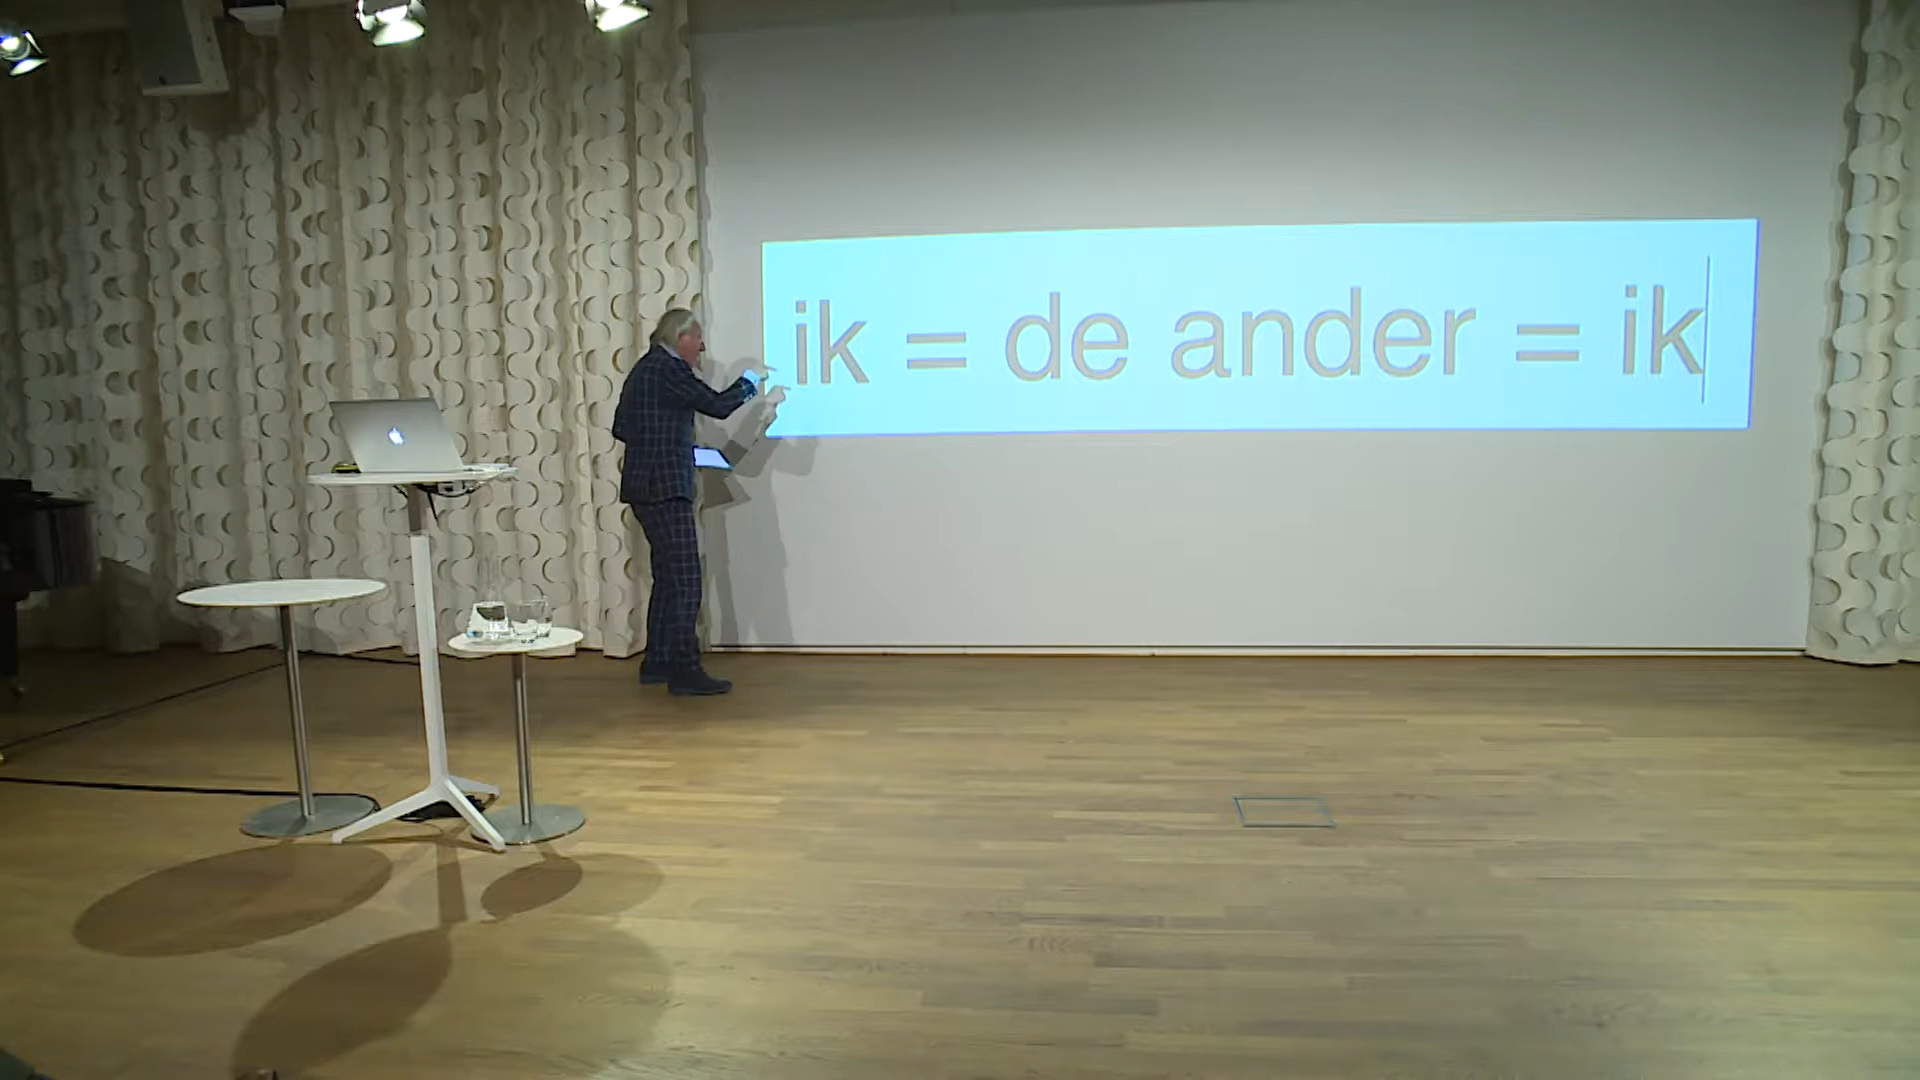 ik = de ander = ik